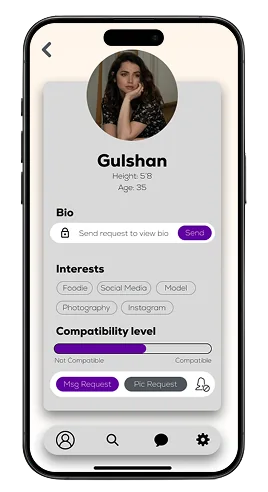 Gulshan
Height: 5'8
Age: 35
Bio
Send request to view bio Send
Interests
Foodie Social Media Model
Photography Instagram
Compatibility level
Not Compatible Compatible
Msg Request Pic Request